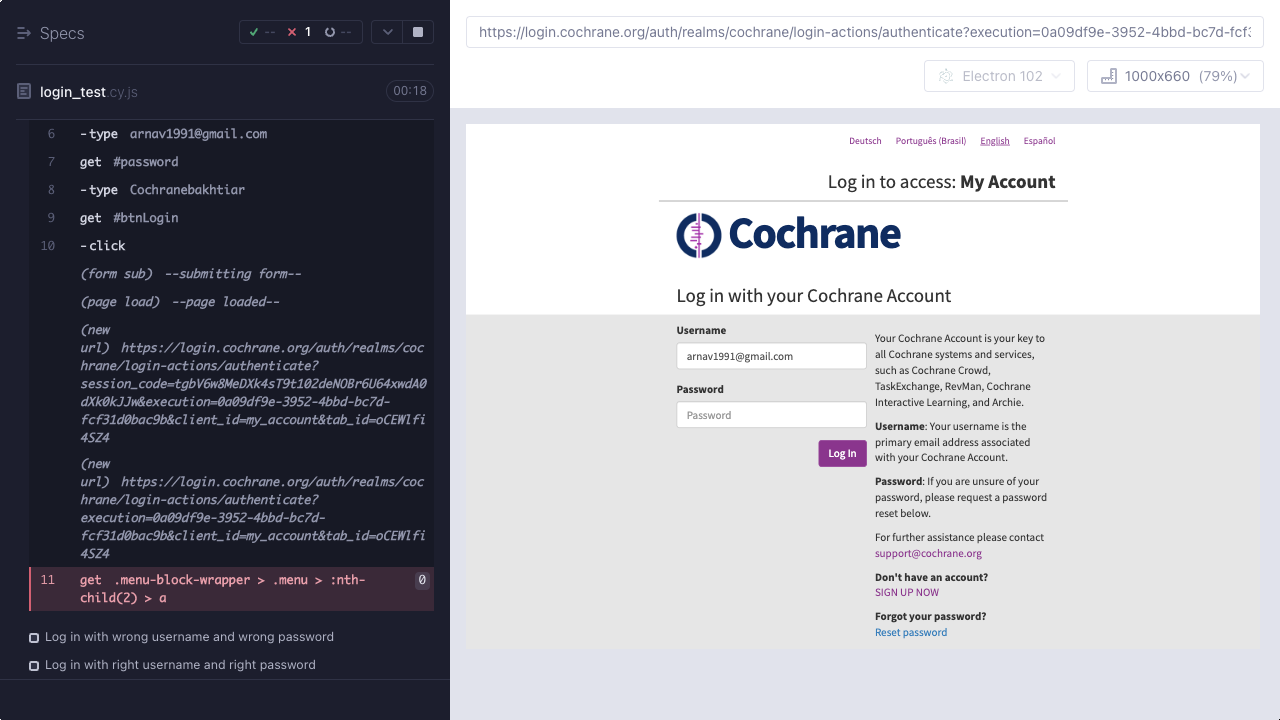 Specs
-- 1 --
login_test.cy.js
00:18
6 -type arnav1991@gmail.com
7 get #password
8 -type Cochranebakhtiar
9 get #btnLogin
10 -click
(form sub) --submitting form--
(page load) --page loaded--
(new
url) https://login.cochrane.org/auth/realms/coc
hrane/login-actions/authenticate?
session_code=tgbV6w8MeDXk4sT9t102deNOBr6U64xwdA0
dXk0kJJw&execution=0a09df9e-3952-4bbd-bc7d-
fcf31d0bac9b&client_id=my_account&tab_id=oCEWlfi
4SZ4
(new
url) https://login.cochrane.org/auth/realms/coc
hrane/login-actions/authenticate?
execution=0a09df9e-3952-4bbd-bc7d-
fcf31d0bac9b&client_id=my_account&tab_id=oCEWlfi
4SZ4
11 get .menu-block-wrapper > .menu > :nth- 0
child(2) > a
Log in with wrong username and wrong password
Log in with right username and right password
https://login.cochrane.org/auth/realms/cochrane/login-actions/authenticate?execution=0a09df9e-3952-4bbd-bc7d-fcf3
Electron 102
1000x660 (79%)
Deutsch Português (Brasil) English Español
Log in to access: My Account
Cochrane
Log in with your Cochrane Account
Username
arnav1991@gmail.com
Password
Password
Log In
Your Cochrane Account is your key to
all Cochrane systems and services,
such as Cochrane Crowd,
TaskExchange, RevMan, Cochrane
Interactive Learning, and Archie.
Username: Your username is the
primary email address associated
with your Cochrane Account.
Password: If you are unsure of your
password, please request a password
reset below.
For further assistance please contact
support@cochrane.org
Don't have an account?
SIGN UP NOW
Forgot your password?
Reset password